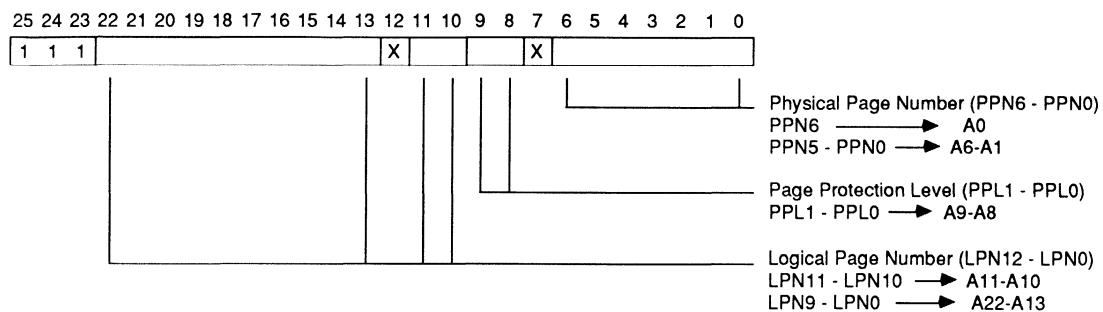 25 24 23 22 21 20 19 18 17 16 15 14 13 12 11 10 9 8 7 6 5 4 3 2 1 0
1 1 1 X X
Physical Page Number (PPN6 - PPN0)
PPN6 → A0
PPN5 - PPN0 → A6-A1
Page Protection Level (PPL1 - PPL0)
PPL1 - PPL0 → A9-A8
Logical Page Number (LPN12 - LPN0)
LPN11 - LPN10 → A11-A10
LPN9 - LPN0 → A22-A13